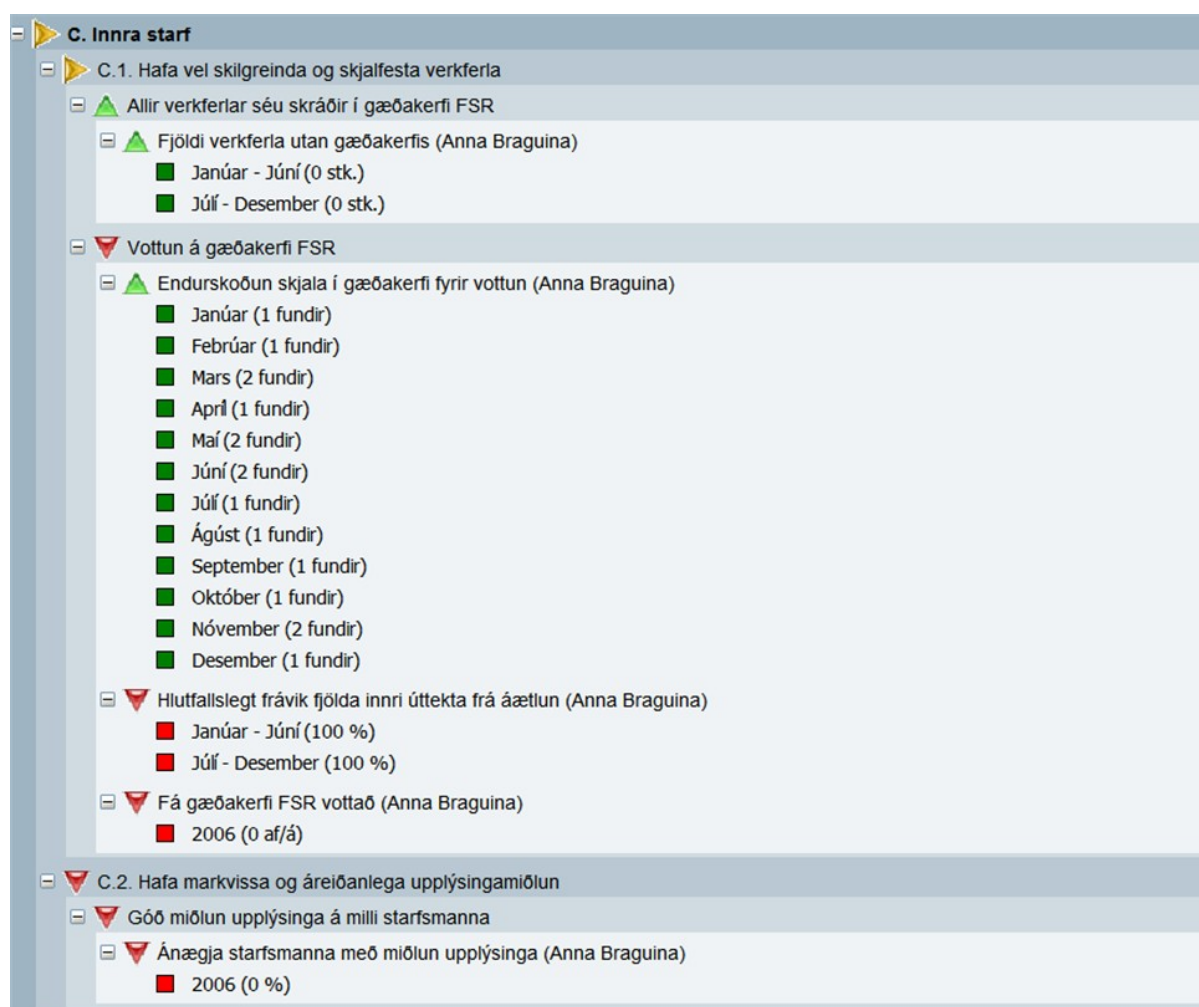 C. Innra starf
C.1. Hafa vel skilgreinda og skjalfesta verkferla
Allir verkferlar séu skráðir í gæðakerfi FSR
Fjöldi verkferla utan gæðakerfis (Anna Braguina)
Janúar - Júní (0 stk.)
Júlí - Desember (0 stk.)
Vottun á gæðakerfi FSR
Endurskoðun skjala í gæðakerfi fyrir vottun (Anna Braguina)
Janúar (1 fundir)
Febrúar (1 fundir)
Mars (2 fundir)
Apríl (1 fundir)
Maí (2 fundir)
Júní (2 fundir)
Júlí (1 fundir)
Ágúst (1 fundir)
September (1 fundir)
Október (1 fundir)
Nóvember (2 fundir)
Desember (1 fundir)
Hlutfallslegt frávik fjölda innri úttekta frá áætlun (Anna Braguina)
Janúar - Júní (100 %)
Júlí - Desember (100 %)
Fá gæðakerfi FSR vottað (Anna Braguina)
2006 (0 af/á)
C.2. Hafa markvissa og áreiðanlega upplýsingamiðlun
Góð miðlun upplýsinga á milli starfsmanna
Ánægja starfsmanna með miðlun upplýsinga (Anna Braguina)
2006 (0 %)